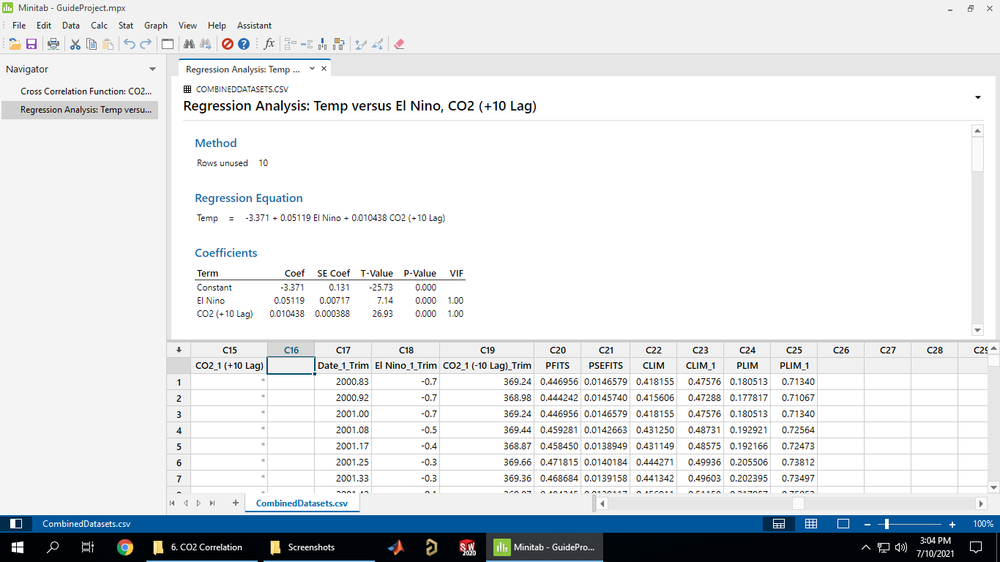 Minitab - GuideProject.mpx
File Edit Data Calc Stat Graph View Help Assistant
Navigator
Cross Correlation Function: CO2...
Regression Analysis: Temp versu...
Regression Analysis: Temp ...
COMBINEDDATASETS.CSV
Regression Analysis: Temp versus El Nino, CO2 (+10 Lag)
Method
Rows unused 10
Regression Equation
Temp = -3.371 + 0.05119 El Nino + 0.010438 CO2 (+10 Lag)
Coefficients
Term Coef SE Coef T-Value P-Value VIF
Constant -3.371 0.131 -25.73 0.000
El Nino 0.05119 0.00717 7.14 0.000 1.00
CO2 (+10 Lag) 0.010438 0.000388 26.93 0.000 1.00
C15 C16 C17 C18 C19 C20 C21 C22 C23 C24 C25 C26 C27 C28 C29
CO2_1 (+10 Lag) Date_1_Trim El Nino_1_Trim CO2_1 (-10 Lag)_Trim PFITS PSEFITS CLIM CLIM_1 PLIM PLIM_1
1 * 2000.83 -0.7 369.24 0.446956 0.0146579 0.418155 0.47576 0.180513 0.71340
2 * 2000.92 -0.7 368.98 0.444242 0.0145740 0.415606 0.47288 0.177817 0.71067
3 * 2001.00 -0.7 369.24 0.446956 0.0146579 0.418155 0.47576 0.180513 0.71340
4 * 2001.08 -0.5 369.44 0.459281 0.0142663 0.431250 0.48731 0.192921 0.72564
5 * 2001.17 -0.4 368.87 0.458450 0.0138949 0.431149 0.48575 0.192166 0.72473
6 * 2001.25 -0.3 369.66 0.471815 0.0140184 0.444271 0.49936 0.205506 0.73812
7 * 2001.33 -0.3 369.36 0.468684 0.0139158 0.441342 0.49603 0.202395 0.73497
CombinedDatasets.csv
CombinedDatasets.csv 100%
6. CO2 Correlation Screenshots SW 2020 Minitab - GuideProj... 3:04 PM
7/10/2021